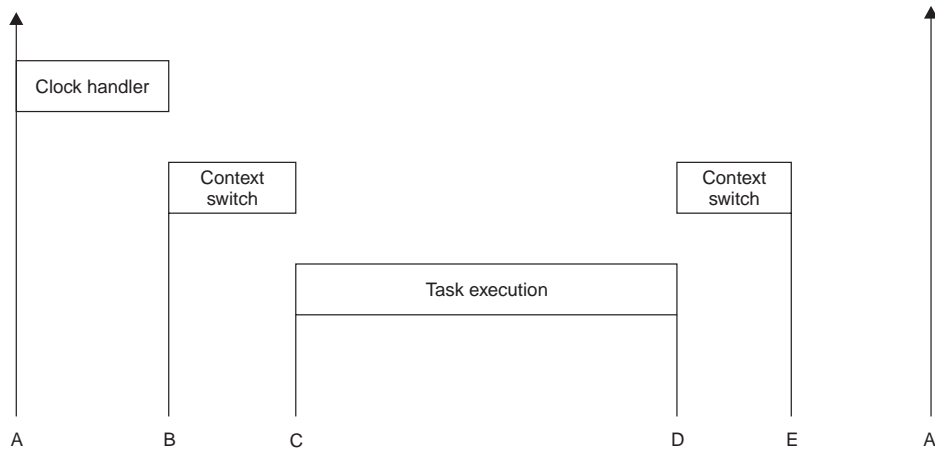 Clock handler
Context
switch
Context
switch
Task execution
A B C D E A